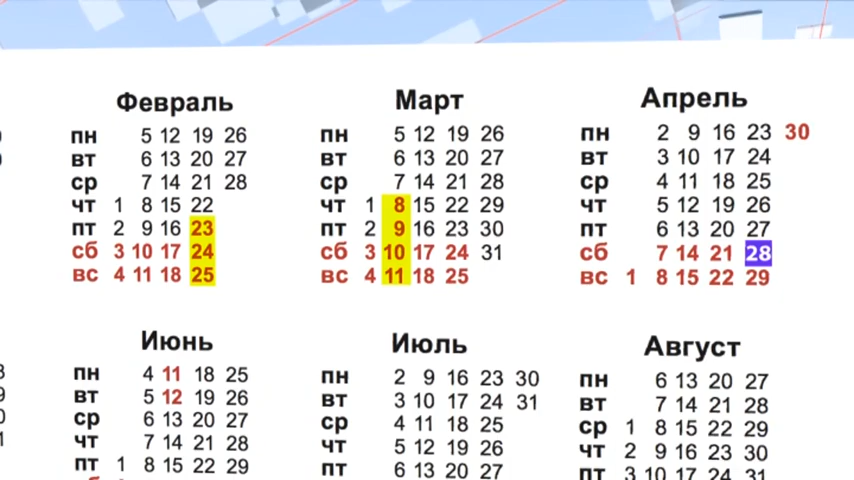 Февраль Март Апрель
пн 5 12 19 26 пн 5 12 19 26 пн 2 9 16 23 30
вт 6 13 20 27 вт 6 13 20 27 вт 3 10 17 24
ср 7 14 21 28 ср 7 14 21 28 ср 4 11 18 25
чт 1 8 15 22 чт 1 8 15 22 29 чт 5 12 19 26
пт 2 9 16 23 пт 2 9 16 23 30 пт 6 13 20 27
сб 3 10 17 24 сб 3 10 17 24 31 сб 7 14 21 28
вс 4 11 18 25 вс 4 11 18 25 вс 1 8 15 22 29
Июнь Июль Август
пн 4 11 18 25 пн 2 9 16 23 30 пн 6 13 20 27
вт 5 12 19 26 вт 3 10 17 24 31 вт 7 14 21 28
ср 6 13 20 27 ср 4 11 18 25 ср 1 8 15 22 29
чт 7 14 21 28 чт 5 12 19 26 чт 2 9 16 23 30
пт 1 8 15 22 29 пт 6 13 20 27 пт 3 10 17 24 31